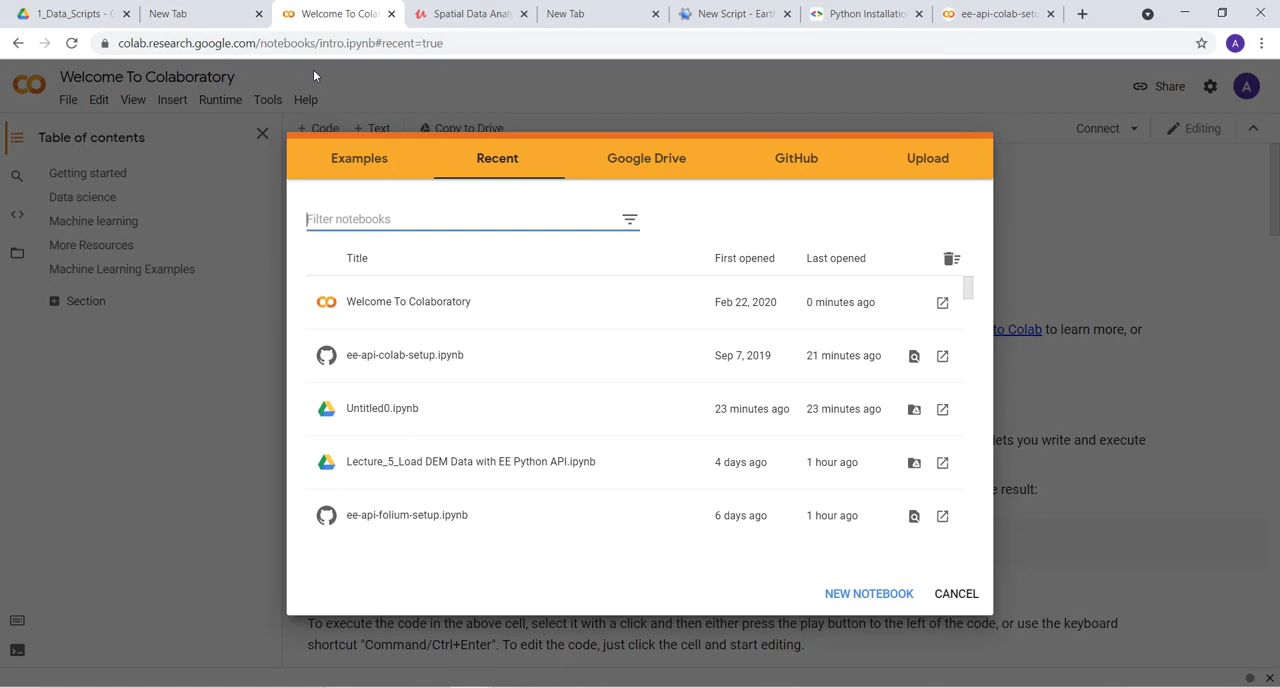 1_Data_Scripts - G
New Tab
Welcome To Colab
Spatial Data Analy
New Tab
New Script - Earth
Python Installatio
ee-api-colab-setu
colab.research.google.com/notebooks/intro.ipynb#recent=true
A
Welcome To Colaboratory
Share
A
File Edit View Insert Runtime Tools Help
Table of contents
+ Code + Text Copy to Drive
Connect
Editing
Getting started
Data science
Machine learning
More Resources
Machine Learning Examples
Section
Examples Recent Google Drive GitHub Upload
Filter notebooks
Title First opened Last opened
Welcome To Colaboratory Feb 22, 2020 0 minutes ago
to Colab to learn more, or
ee-api-colab-setup.ipynb Sep 7, 2019 21 minutes ago
Untitled0.ipynb 23 minutes ago 23 minutes ago
lets you write and execute
Lecture_5_Load DEM Data with EE Python API.ipynb 4 days ago 1 hour ago
e result:
ee-api-folium-setup.ipynb 6 days ago 1 hour ago
NEW NOTEBOOK CANCEL
To execute the code in the above cell, select it with a click and then either press the play button to the left of the code, or use the keyboard
shortcut "Command/Ctrl+Enter". To edit the code, just click the cell and start editing.